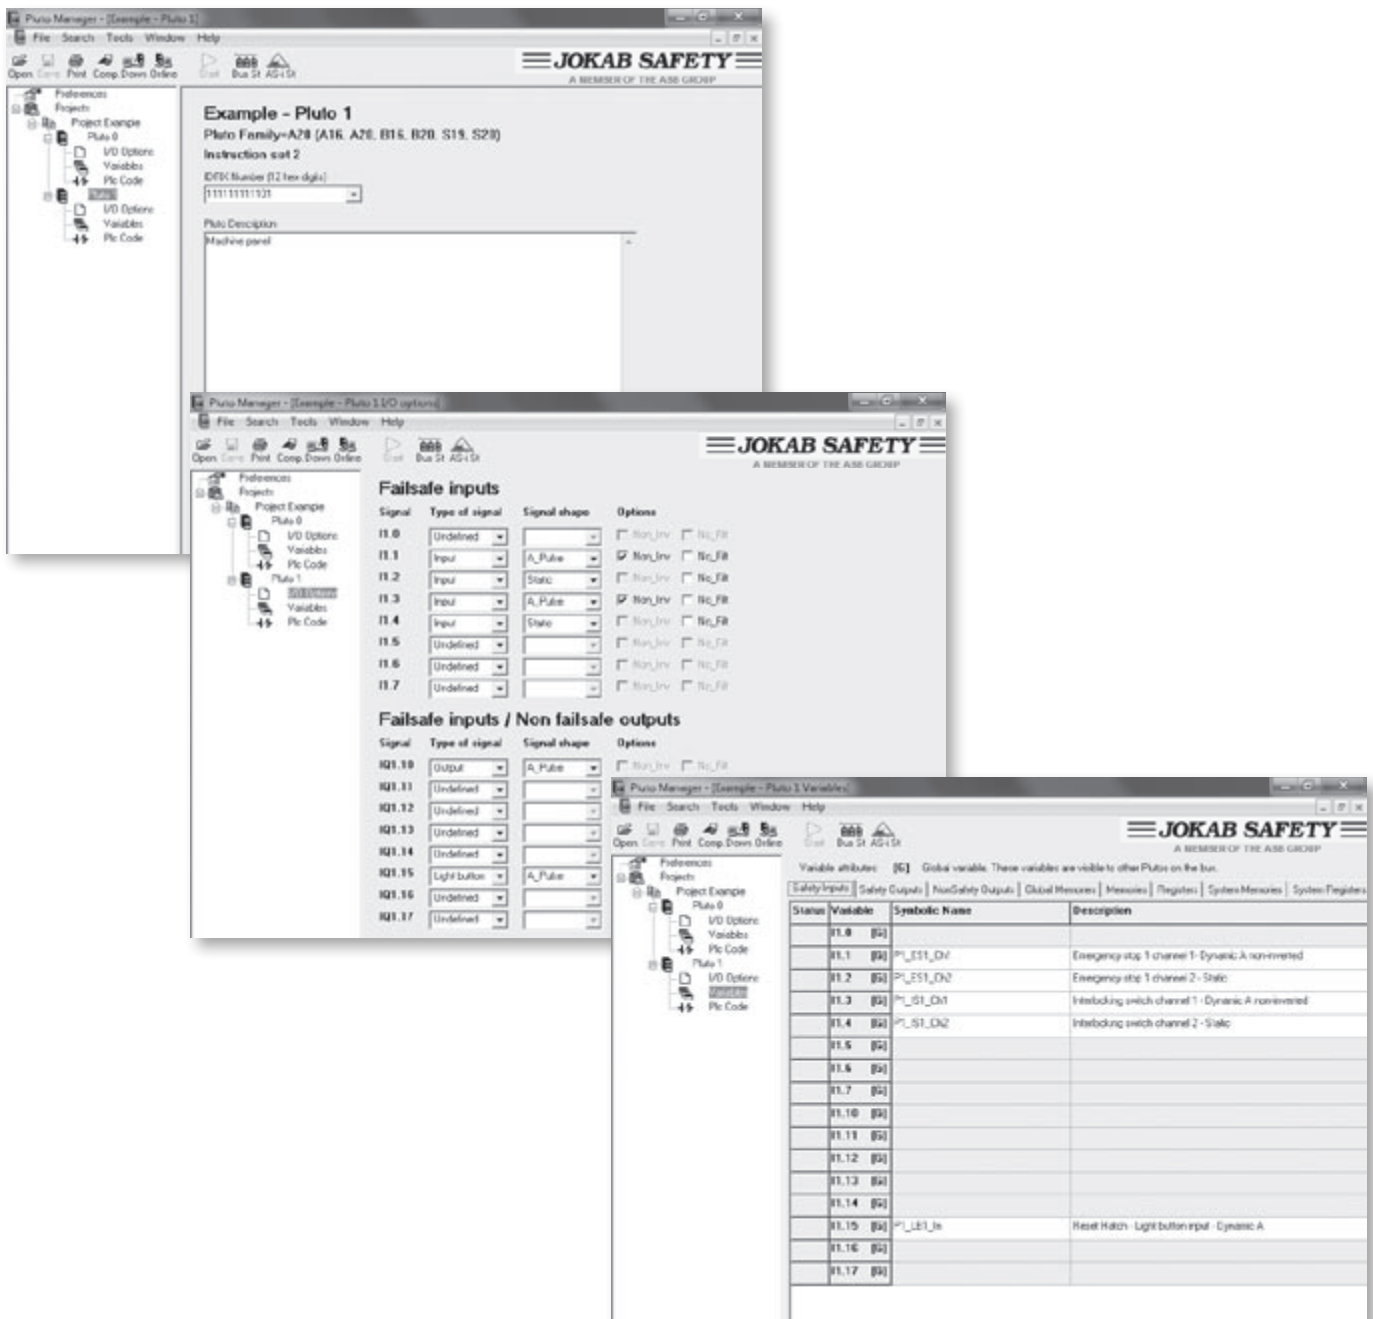 Pluto Manager - [Example - Pluto 1]
File Search Tools Window Help
Open Save Print Comp. Down Online Start Bus St AS-i St
JOKAB SAFETY
A MEMBER OF THE ABB GROUP
Preferences
Projects
Project Example
Pluto 0
I/O Options
Variables
Plc Code
Pluto 1
I/O Options
Variables
Plc Code
Example - Pluto 1
Pluto Family=A20 (A16, A20, B16, B20, S19, S20)
Instruction set 2
IDFIX Number (12 hex digits)
Pluto Description
Machine panel
Pluto Manager - [Example - Pluto 1 I/O options]
File Search Tools Window Help
Open Save Print Comp. Down Online Start Bus St AS-i St
JOKAB SAFETY
A MEMBER OF THE ABB GROUP
Preferences
Projects
Project Example
Pluto 0
I/O Options
Variables
Plc Code
Pluto 1
I/O Options
Variables
Plc Code
Failsafe inputs
Signal Type of signal Signal shape Options
I1.0 Undefined Non_Inv No_Filt
I1.1 Input A_Pulse Non_Inv No_Filt
I1.2 Input Static Non_Inv No_Filt
I1.3 Input A_Pulse Non_Inv No_Filt
I1.4 Input Static Non_Inv No_Filt
I1.5 Undefined Non_Inv No_Filt
I1.6 Undefined Non_Inv No_Filt
I1.7 Undefined Non_Inv No_Filt
Failsafe inputs / Non failsafe outputs
Signal Type of signal Signal shape Options
IQ1.10 Output A_Pulse Non_Inv No_Filt
IQ1.11 Undefined
IQ1.12 Undefined
IQ1.13 Undefined
IQ1.14 Undefined
IQ1.15 Light button A_Pulse
IQ1.16 Undefined
IQ1.17 Undefined
Pluto Manager - [Example - Pluto 1 Variables]
File Search Tools Window Help
Open Save Print Comp. Down Online Start Bus St AS-i St
JOKAB SAFETY
A MEMBER OF THE ABB GROUP
Preferences
Projects
Project Example
Pluto 0
I/O Options
Variables
Plc Code
Pluto 1
I/O Options
Variables
Plc Code
Variable attributes: [G] Global variable. These variables are visible to other Plutos on the bus.
Safety Inputs Safety Outputs NonSafety Outputs Global Memories Memories Registers System Memories System Registers
Status Variable Symbolic Name Description
I1.0 [G]
I1.1 [G] P1_ES1_Ch1 Emergency stop 1 channel 1- Dynamic A non-inverted
I1.2 [G] P1_ES1_Ch2 Emergency stop 1 channel 2 - Static
I1.3 [G] P1_IS1_Ch1 Interlocking switch channel 1 - Dynamic A non-inverted
I1.4 [G] P1_IS1_Ch2 Interlocking switch channel 2 - Static
I1.5 [G]
I1.6 [G]
I1.7 [G]
I1.10 [G]
I1.11 [G]
I1.12 [G]
I1.13 [G]
I1.14 [G]
I1.15 [G] P1_LB1_In Reset Hatch - Light button input - Dynamic A
I1.16 [G]
I1.17 [G]